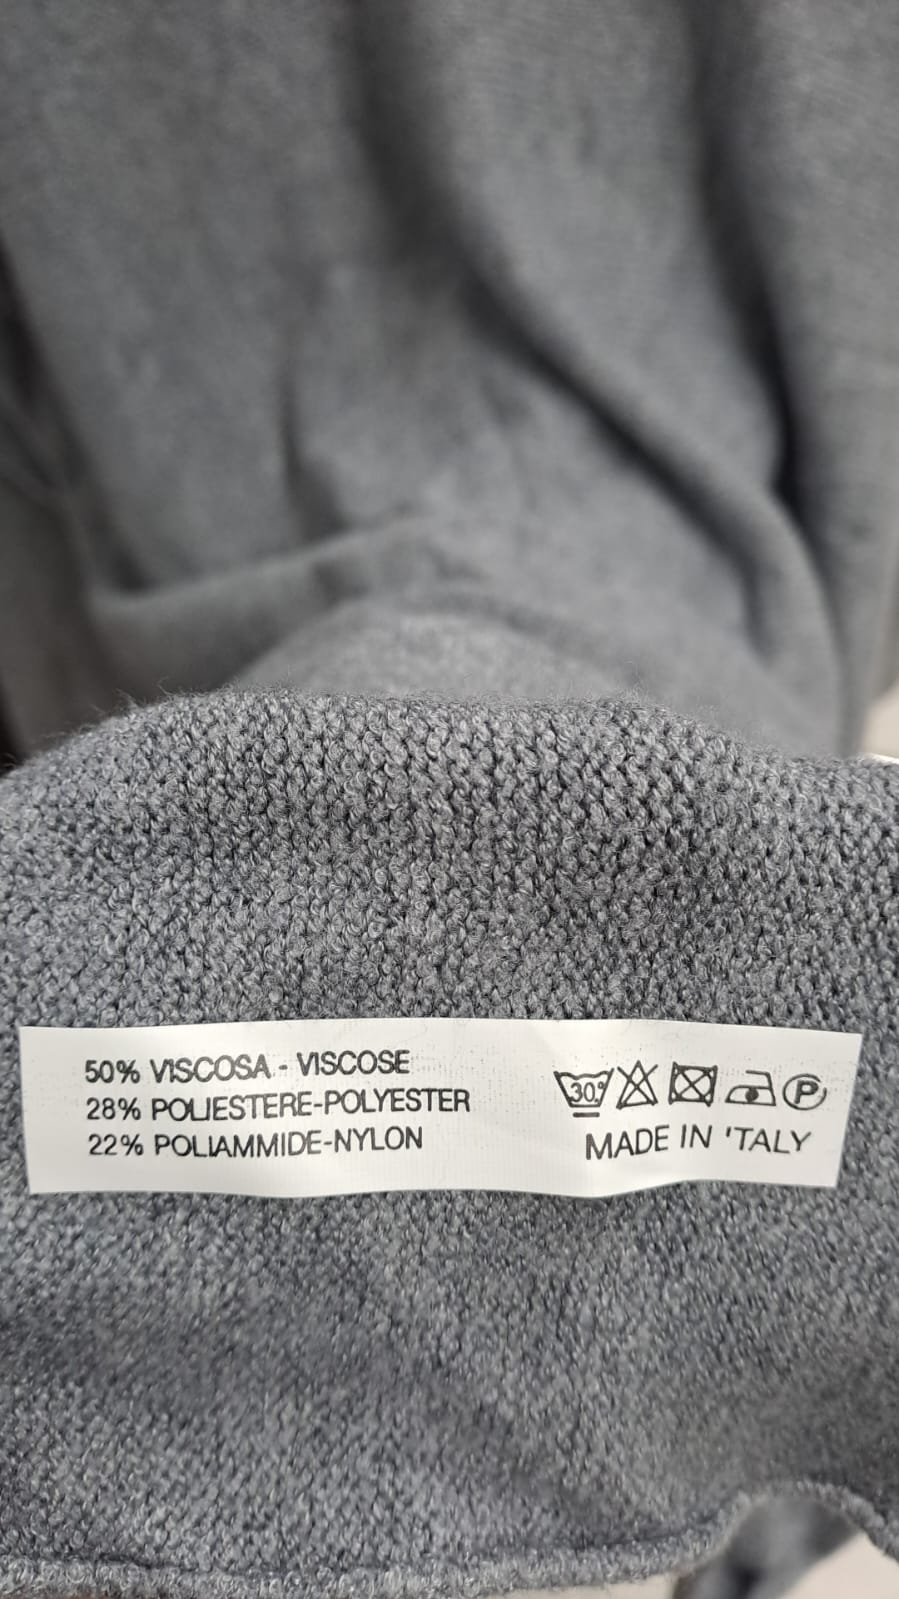 50% VISCOSA - VISCOSE
28% POLIESTERE-POLYESTER
22% POLIAMMIDE-NYLON
30°
P
MADE IN 'TALY